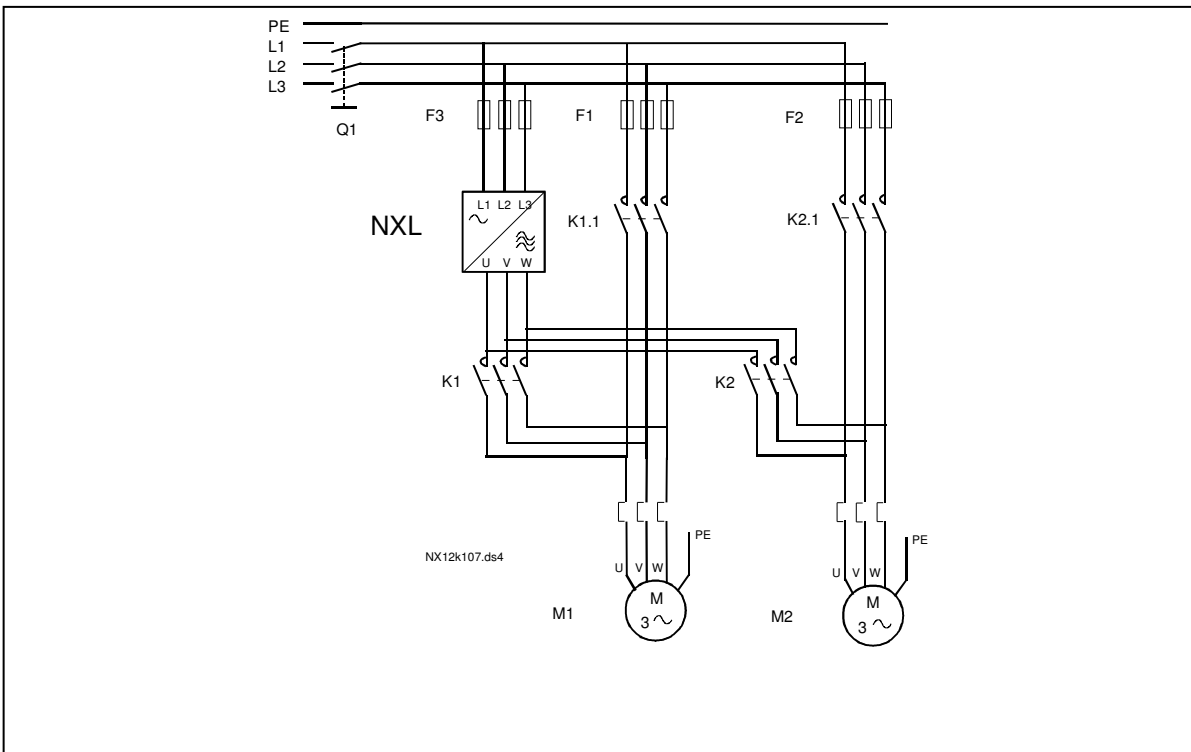 PE
L1
L2
L3
Q1
F3
F1
F2
NXL
L1 L2 L3
K1.1
K2.1
U V W
K1
K2
NX12k107.ds4
PE
PE
U V W
U V W
M1
M
3
M2
M
3